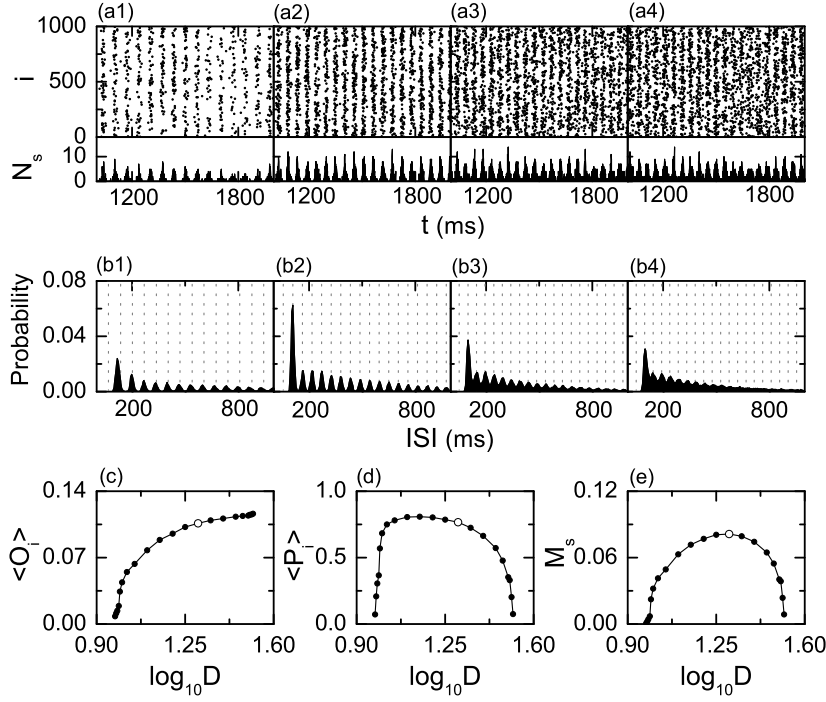 (a1) (a2) (a3) (a4)
1000
500
0
i
10
0
N_s
1200 1800 1200 1800 1200 1800 1200 1800
t (ms)
(b1) (b2) (b3) (b4)
0.08
0.04
0.00
Probability
200 800 200 800 200 800 200 800
ISI (ms)
(c) (d) (e)
0.14
0.07
0.00
<O_i>
0.90 1.25 1.60
log₁₀D
1.0
0.5
0.0
<P_i>
0.90 1.25 1.60
log₁₀D
0.12
0.06
0.00
M_s
0.90 1.25 1.60
log₁₀D